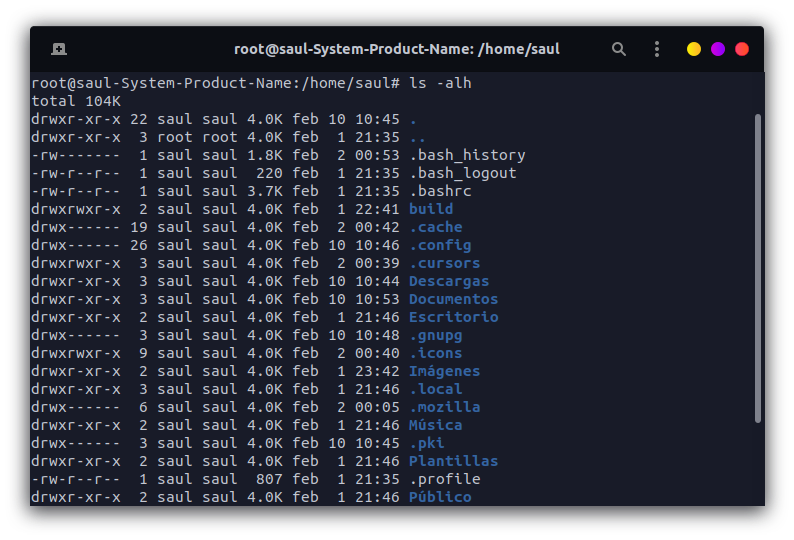 root@saul-System-Product-Name: /home/saul
root@saul-System-Product-Name:/home/saul# ls -alh
total 104K
drwxr-xr-x 22 saul saul 4.0K feb 10 10:45 .
drwxr-xr-x  3 root root 4.0K feb  1 21:35 ..
-rw-------  1 saul saul 1.8K feb  2 00:53 .bash_history
-rw-r--r--  1 saul saul  220 feb  1 21:35 .bash_logout
-rw-r--r--  1 saul saul 3.7K feb  1 21:35 .bashrc
drwxrwxr-x  2 saul saul 4.0K feb  1 22:41 build
drwx------ 19 saul saul 4.0K feb  2 00:42 .cache
drwx------ 26 saul saul 4.0K feb 10 10:46 .config
drwxrwxr-x  3 saul saul 4.0K feb  2 00:39 .cursors
drwxr-xr-x  3 saul saul 4.0K feb 10 10:44 Descargas
drwxr-xr-x  3 saul saul 4.0K feb 10 10:53 Documentos
drwxr-xr-x  2 saul saul 4.0K feb  1 21:46 Escritorio
drwx------  3 saul saul 4.0K feb 10 10:48 .gnupg
drwxrwxr-x  9 saul saul 4.0K feb  2 00:40 .icons
drwxr-xr-x  2 saul saul 4.0K feb  1 23:42 Imágenes
drwxr-xr-x  3 saul saul 4.0K feb  1 21:46 .local
drwx------  6 saul saul 4.0K feb  2 00:05 .mozilla
drwxr-xr-x  2 saul saul 4.0K feb  1 21:46 Música
drwx------  3 saul saul 4.0K feb 10 10:45 .pki
drwxr-xr-x  2 saul saul 4.0K feb  1 21:46 Plantillas
-rw-r--r--  1 saul saul  807 feb  1 21:35 .profile
drwxr-xr-x  2 saul saul 4.0K feb  1 21:46 Público